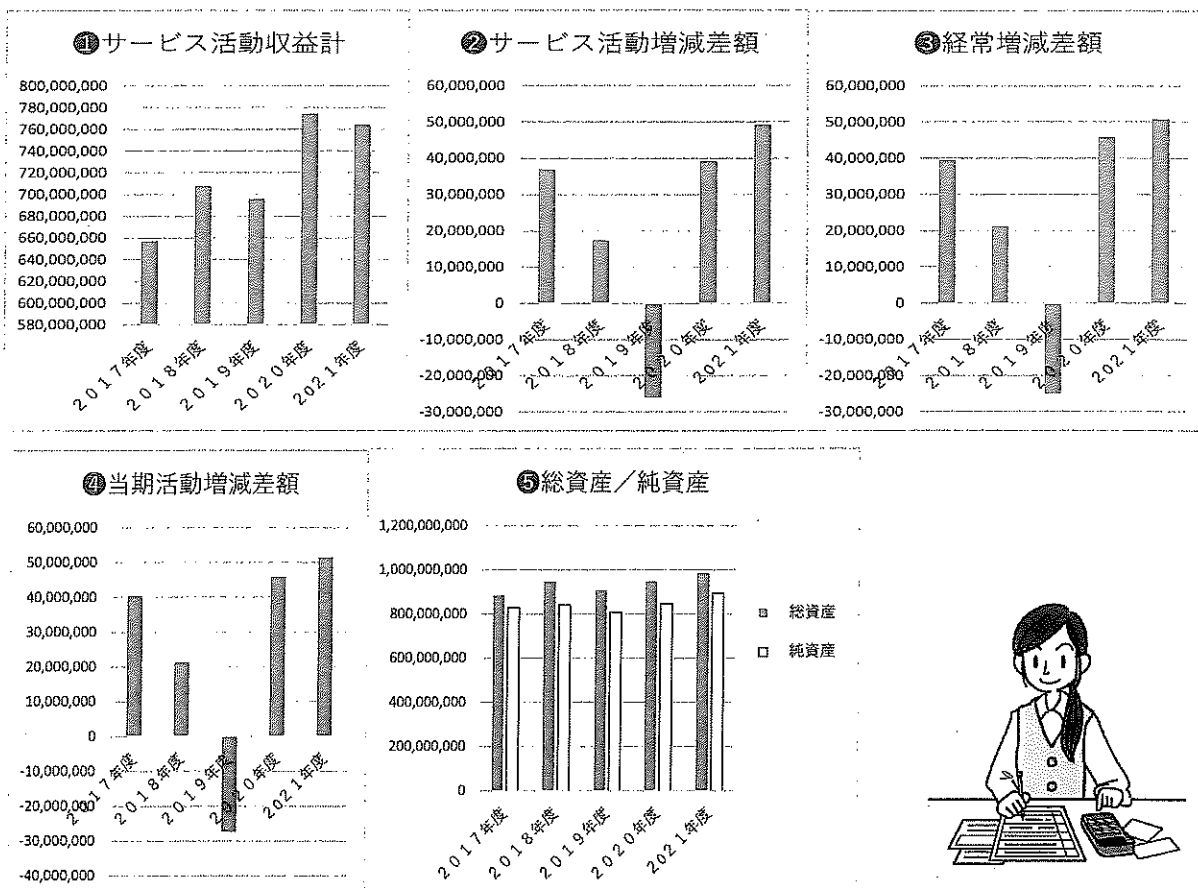 ❶サービス活動収益計
800,000,000
780,000,000
760,000,000
740,000,000
720,000,000
700,000,000
680,000,000
660,000,000
640,000,000
620,000,000
600,000,000
580,000,000
2017年度
2018年度
2019年度
2020年度
2021年度
❷サービス活動増減差額
60,000,000
50,000,000
40,000,000
30,000,000
20,000,000
10,000,000
0
-10,000,000
-20,000,000
-30,000,000
2017年度
2018年度
2019年度
2020年度
2021年度
❸経常増減差額
60,000,000
50,000,000
40,000,000
30,000,000
20,000,000
10,000,000
0
-10,000,000
-20,000,000
-30,000,000
2017年度
2018年度
2019年度
2020年度
2021年度
❹当期活動増減差額
60,000,000
50,000,000
40,000,000
30,000,000
20,000,000
10,000,000
0
-10,000,000
-20,000,000
-30,000,000
-40,000,000
2017年度
2018年度
2019年度
2020年度
2021年度
❺総資産／純資産
1,200,000,000
1,000,000,000
800,000,000
600,000,000
400,000,000
200,000,000
0
2017年度
2018年度
2019年度
2020年度
2021年度
総資産
純資産